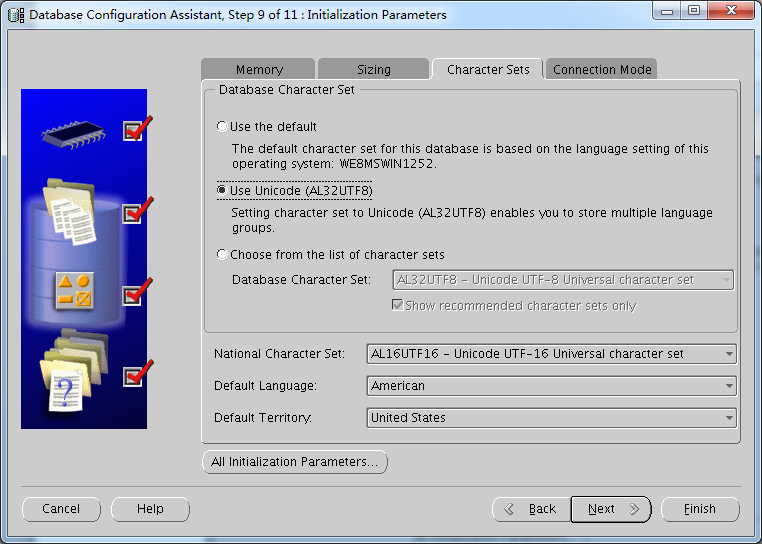 Database Configuration Assistant, Step 9 of 11 : Initialization Parameters
Memory
Sizing
Character Sets
Connection Mode
Database Character Set
Use the default
The default character set for this database is based on the language setting of this
operating system: WE8MSWIN1252.
Use Unicode (AL32UTF8)
Setting character set to Unicode (AL32UTF8) enables you to store multiple language
groups.
Choose from the list of character sets
Database Character Set: AL32UTF8 – Unicode UTF-8 Universal character set
Show recommended character sets only
National Character Set: AL16UTF16 – Unicode UTF-16 Universal character set
Default Language: American
Default Territory: United States
All Initialization Parameters...
Cancel
Help
Back
Next
Finish